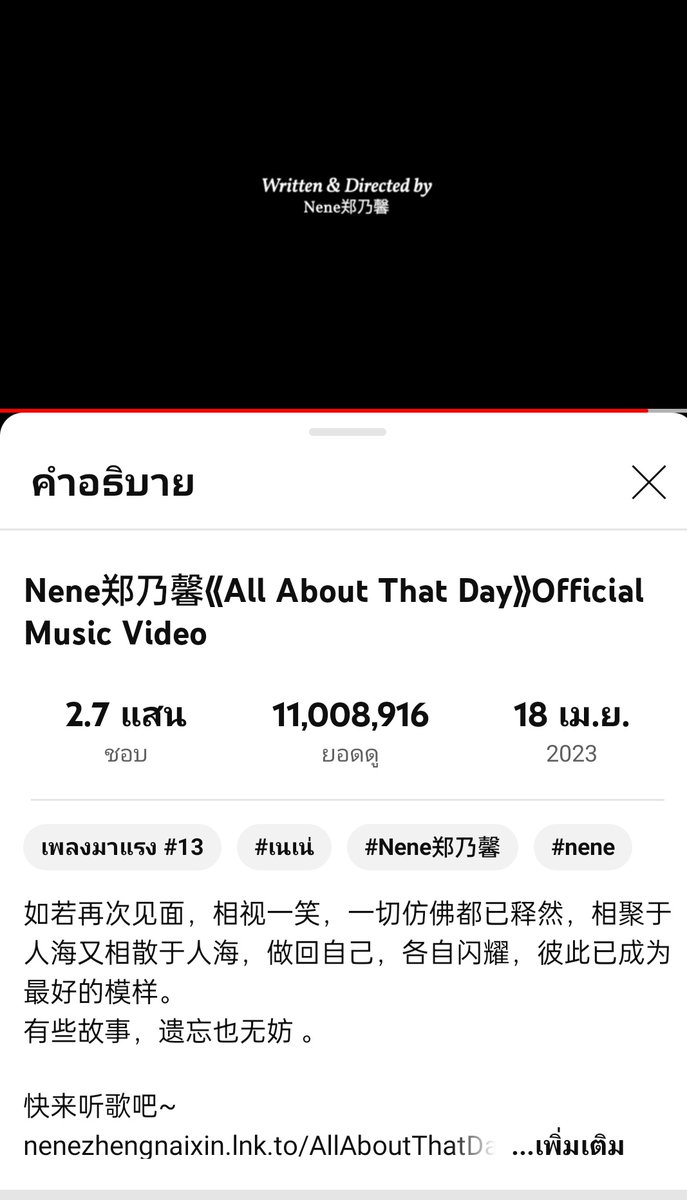 Written & Directed by
Nene郑乃馨
คำอธิบาย
Nene郑乃馨《All About That Day》Official
Music Video
2.7 แสน 11,008,916 18 เม.ย.
ชอบ ยอดดู 2023
เพลงมาแรง #13 #เนเน่ #Nene郑乃馨 #nene
如若再次见面，相视一笑，一切仿佛都已释然，相聚于
人海又相散于人海，做回自己，各自闪耀，彼此已成为
最好的模样。
有些故事，遗忘也无妨 。
快来听歌吧~
nenezhengnaixin.lnk.to/AllAboutThatDa ...เพิ่มเติม